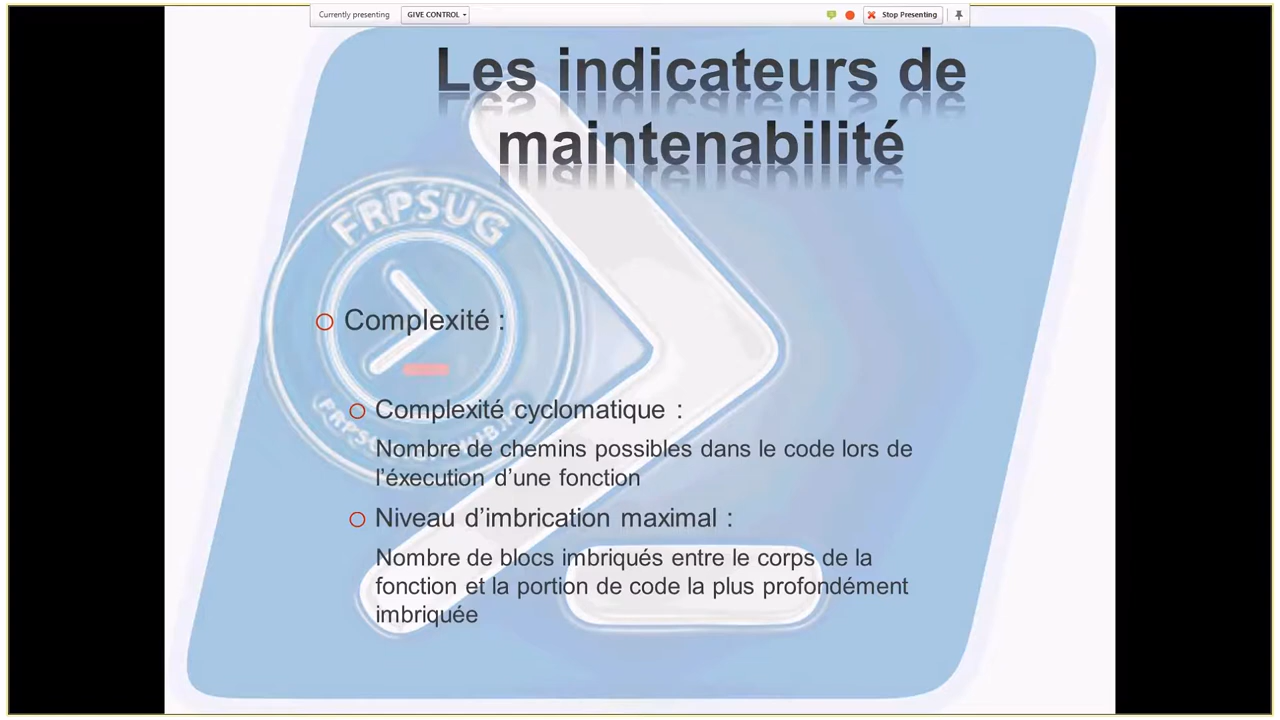 Currently presenting
GIVE CONTROL
Stop Presenting
Les indicateurs de
maintenabilité
FRPSUG
Complexité :
Complexité cyclomatique :
Nombre de chemins possibles dans le code lors de
l’éxecution d’une fonction
Niveau d’imbrication maximal :
Nombre de blocs imbriqués entre le corps de la
fonction et la portion de code la plus profondément
imbriquée